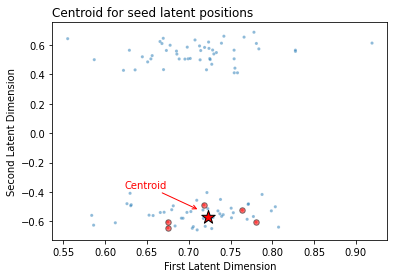 Centroid for seed latent positions
Second Latent Dimension
0.6
0.4
0.2
0.0
−0.2
−0.4
−0.6
Centroid
0.55 0.60 0.65 0.70 0.75 0.80 0.85 0.90
First Latent Dimension